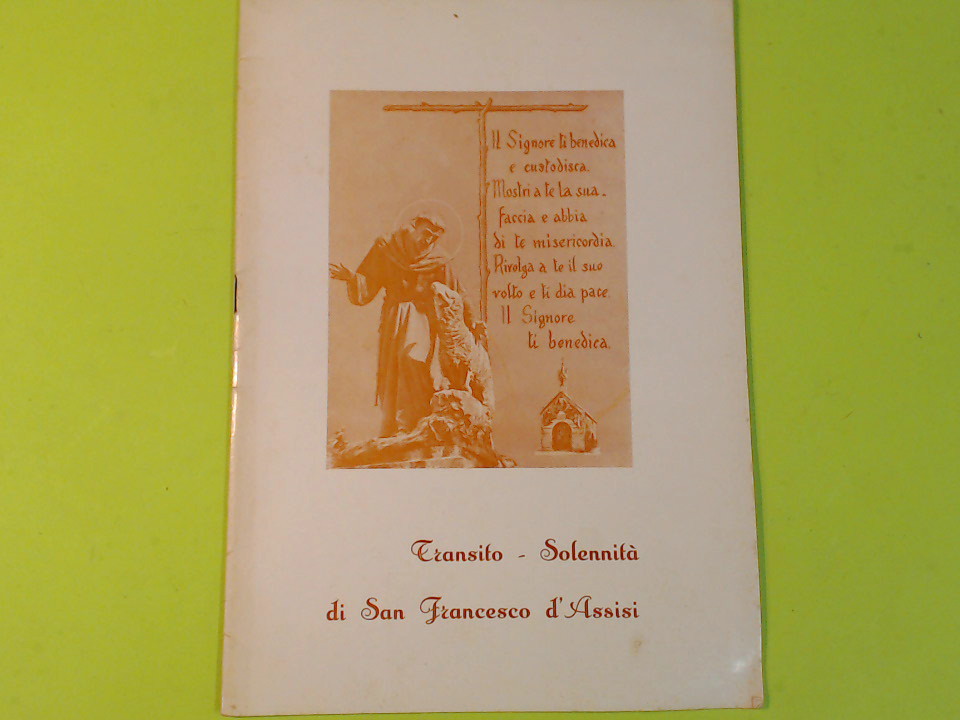 Il Signore ti benedica
e custodisca.
Mostri a te la sua
faccia e abbia
di te misericordia.
Rivolga a te il suo
volto e ti dia pace.
Il Signore
ti benedica.
Transito - Solennità
di San Francesco d'Assisi